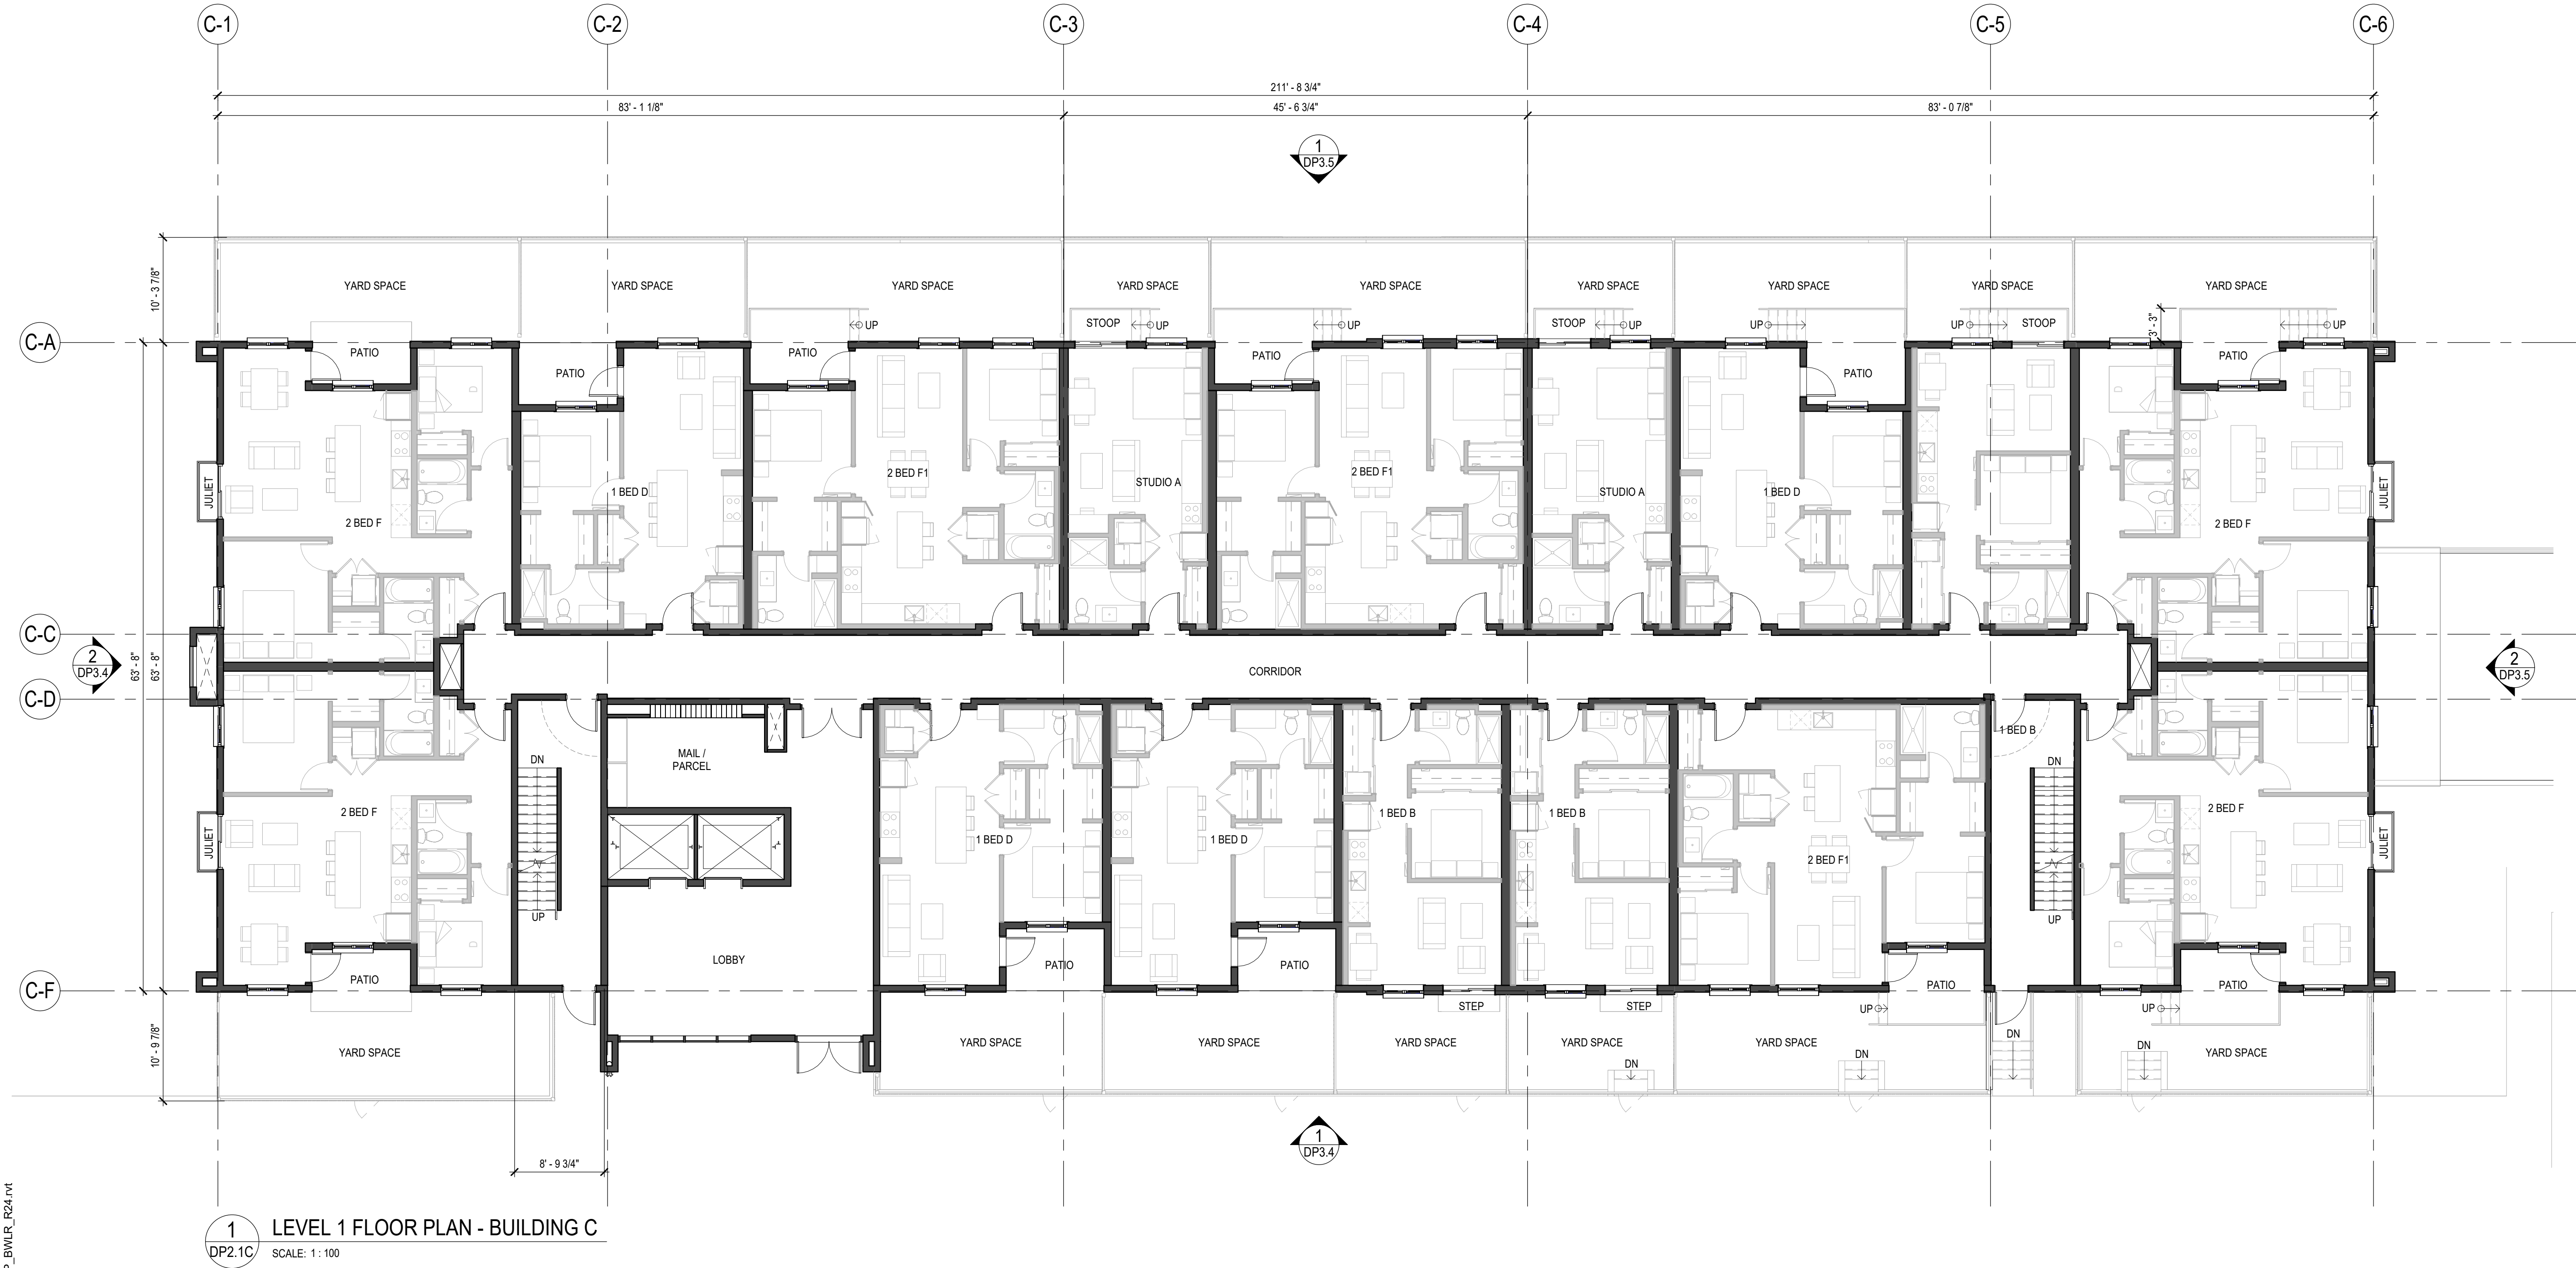 C-1
C-2
C-3
C-4
C-5
C-6
211' - 8 3/4"
83' - 1 1/8"
45' - 6 3/4"
83' - 0 7/8"
1
DP3.5
10' - 3 7/8"
YARD SPACE
YARD SPACE
YARD SPACE
YARD SPACE
YARD SPACE
YARD SPACE
YARD SPACE
YARD SPACE
YARD SPACE
UP
STOOP
UP
UP
STOOP
UP
UP
UP
STOOP
3' - 3"
UP
C-A
PATIO
PATIO
PATIO
PATIO
PATIO
PATIO
JULIET
2 BED F
1 BED D
2 BED F1
STUDIO A
2 BED F1
STUDIO A
1 BED D
2 BED F
JULIET
C-C
2
DP3.4
63' - 8"
63' - 8"
CORRIDOR
2
DP3.5
C-D
MAIL /
PARCEL
DN
1 BED B
DN
JULIET
2 BED F
1 BED D
1 BED D
1 BED B
1 BED B
2 BED F1
2 BED F
JULIET
UP
UP
LOBBY
C-F
PATIO
PATIO
PATIO
PATIO
PATIO
STEP
STEP
UP
UP
10' - 9 7/8"
YARD SPACE
YARD SPACE
YARD SPACE
YARD SPACE
YARD SPACE
YARD SPACE
YARD SPACE
DN
DN
DN
DN
1
DP3.4
8' - 9 3/4"
1
DP2.1C
LEVEL 1 FLOOR PLAN - BUILDING C
SCALE: 1 : 100
_BWLR_R24.rvt